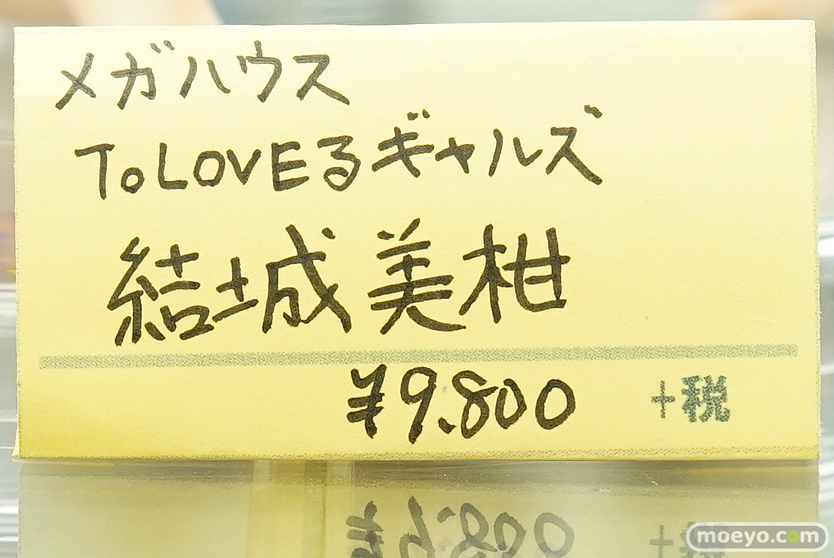 メガハウス
ToLOVEるギャルズ
結城美柑
¥9.800 +税
moeyo.com